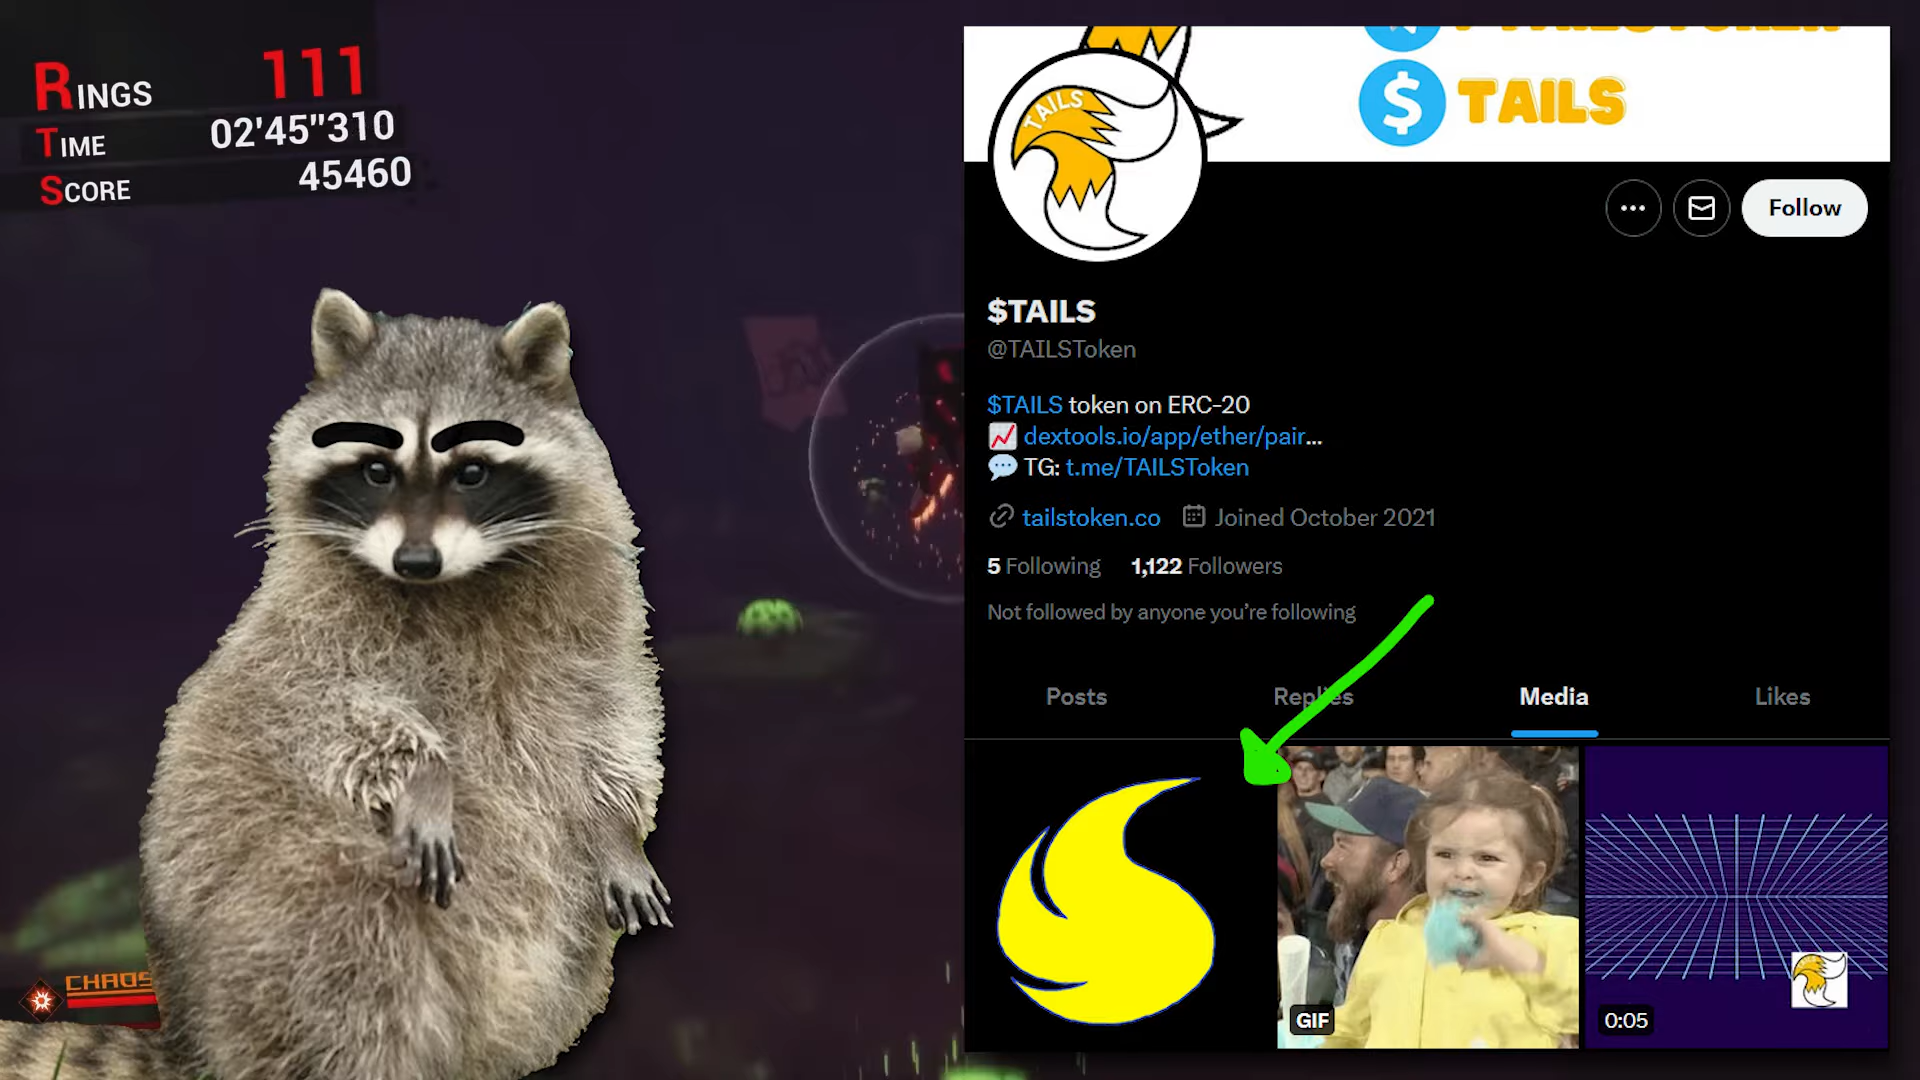 RINGS 111
TIME 02'45"310
SCORE 45460
CHAOS
TAILS
$ TAILS
TAILS
Follow
$TAILS
@TAILSToken
$TAILS token on ERC-20
dextools.io/app/ether/pair...
TG: t.me/TAILSToken
tailstoken.co Joined October 2021
5 Following 1,122 Followers
Not followed by anyone you're following
Posts Replies Media Likes
GIF
0:05